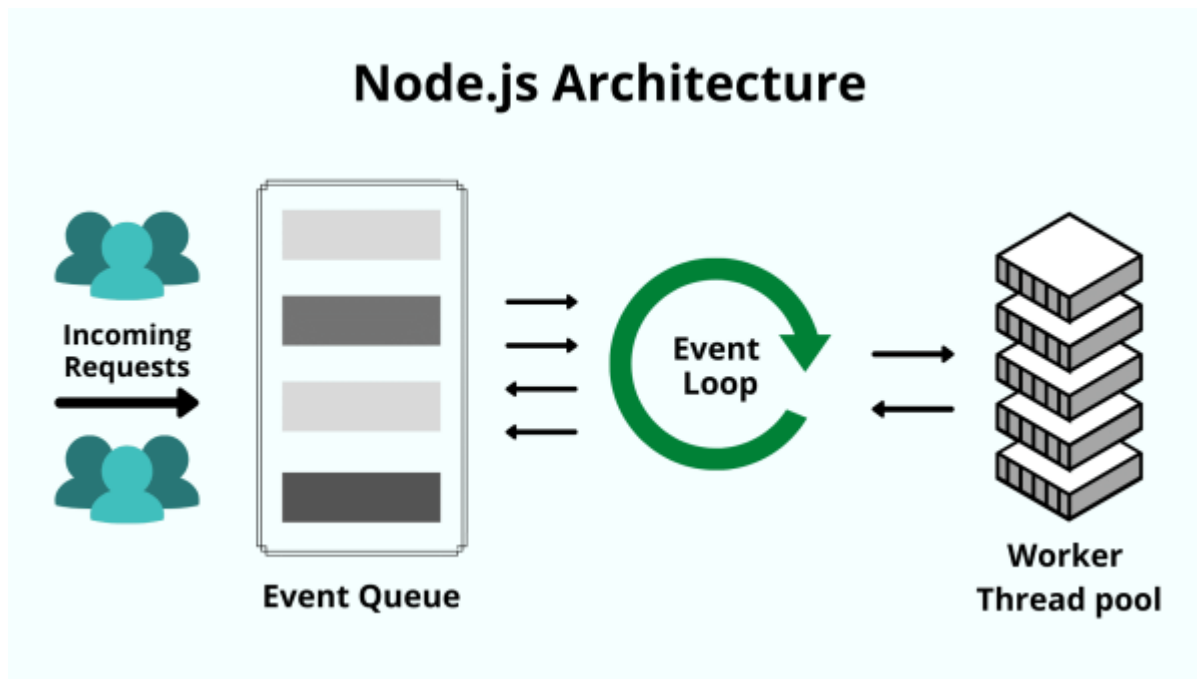 Node.js Architecture
Incoming
Requests
Event Queue
Event
Loop
Worker
Thread pool